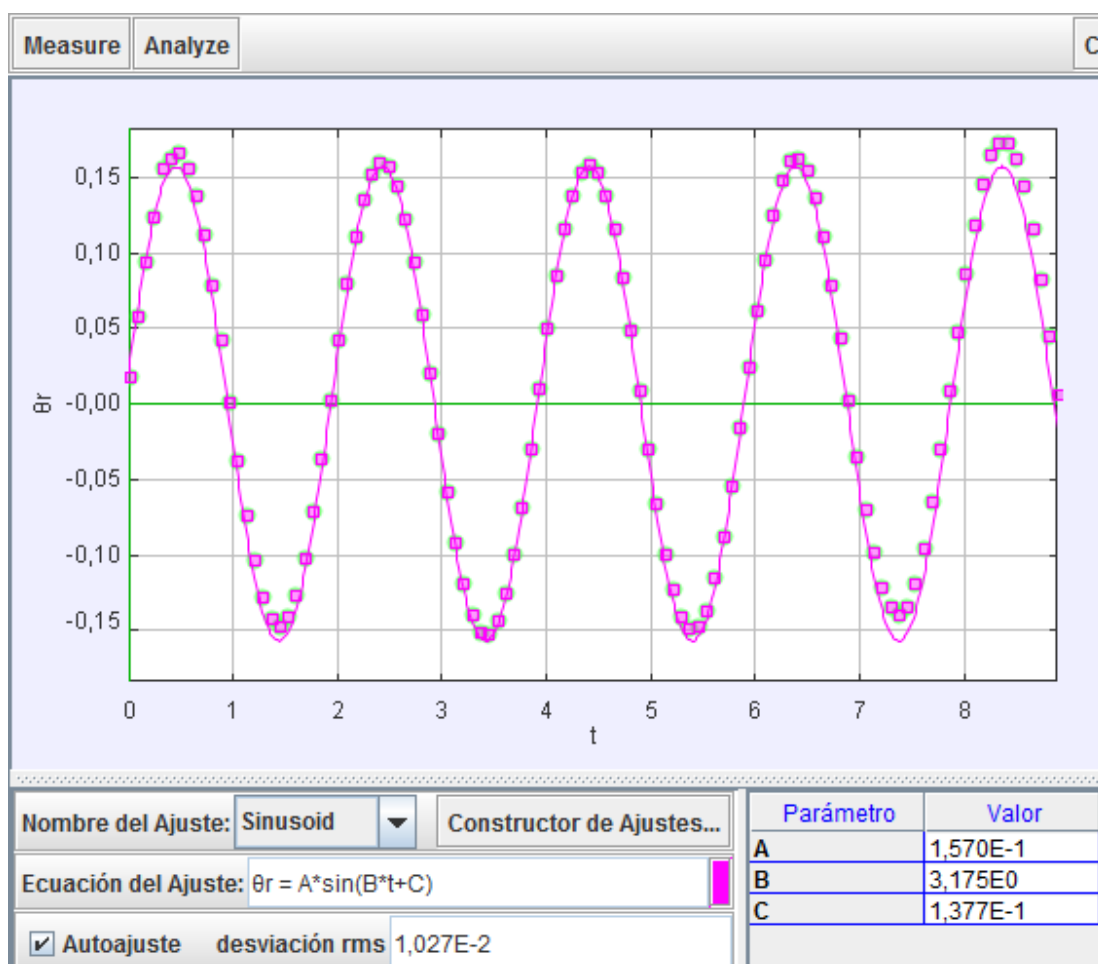 Measure Analyze C
0,15
0,10
0,05
-0,00
-0,05
-0,10
-0,15
θr
0 1 2 3 4 5 6 7 8
t
Nombre del Ajuste: Sinusoid Constructor de Ajustes...
Ecuación del Ajuste: θr = A*sin(B*t+C)
Autoajuste desviación rms 1,027E-2
Parámetro Valor
A 1,570E-1
B 3,175E0
C 1,377E-1